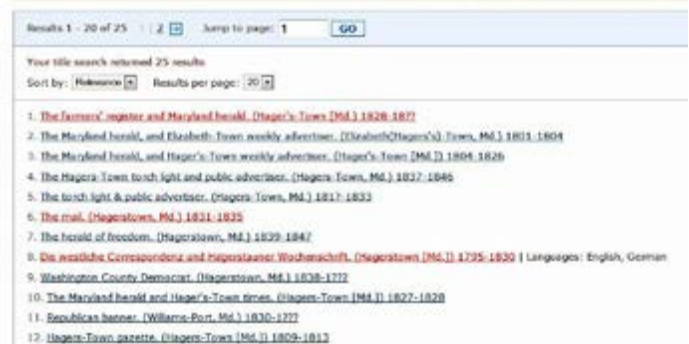 Results 1 - 20 of 25 | 1 2 Jump to page: 1 GO
Your title search returned 25 results
Sort by: Relevance Results per page: 20
1. The farmers' register and Maryland herald. (Hager's-Town [Md.]) 1828-18??
2. The Maryland herald, and Elizabeth-Town weekly advertiser. (Elizabeth(Hagers's)-Town, Md.) 1801-1804
3. The Maryland herald, and Hager's-Town weekly advertiser. (Hager's-Town [Md.]) 1804-1826
4. The Hagers-Town torch light and public advertiser. (Hagers-Town, Md.) 1837-1846
5. The torch light & public advertiser. (Hagers-Town, Md.) 181?-1833
6. The mail. (Hagerstown, Md.) 1831-1835
7. The herald of freedom. (Hagerstown, Md.) 1839-184?
8. Die westliche Correspondenz und Hagerstauner Wochenschrift. (Hagerstown [Md.]) 1795-1830 | Languages: English, German
9. Washington County Democrat. (Hagerstown, Md.) 1838-1???
10. The Maryland herald and Hager's-Town times. (Hagers-Town [Md.]) 1827-1828
11. Republican banner. (Williams-Port, Md.) 1830-1???
12. Hagers-Town gazette. (Hagers-Town [Md.]) 1809-1813